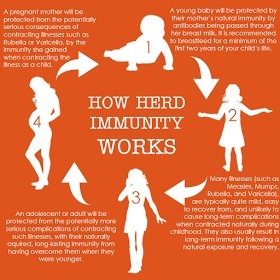 A pregnant mother will be
protected from the potentially
serious consequences of
contracting illnesses such as
Rubella or Varicella, by the
immunity she gained
when contracting the
illness as a child.
A young baby will be protected by
their mother's natural immunity by
antibodies being passed through
her breast milk. It is recommended
to breastfeed for a minimum of the
first two years of your child's life.
1
HOW HERD
IMMUNITY
WORKS
4
2
3
Many illnesses (such as
Measles, Mumps,
Rubella, and Varicella),
are typically quite mild, easy
to recover from, and unlikely to
cause long-term complications
when contracted naturally during
childhood. They also usually result in
long-term immunity following a
natural exposure and recovery.
An adolescent or adult will be
protected from the potentially more
serious complications of contracting
such illnesses, with their naturally
aquired, long-lasting immunity from
having overcome them when they
were younger.